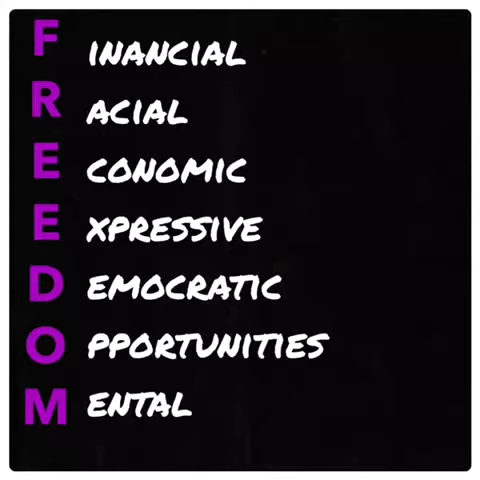 FINANCIAL
RACIAL
ECONOMIC
EXPRESSIVE
DEMOCRATIC
OPPORTUNITIES
MENTAL